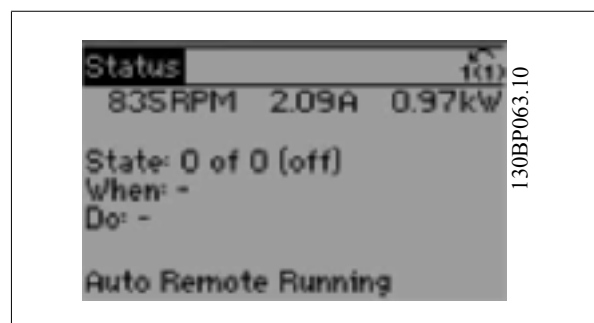 Status
1(1)
835RPM 2.09A 0.97kW
State: 0 of 0 (off)
When: -
Do: -
Auto Remote Running
130BP063.10